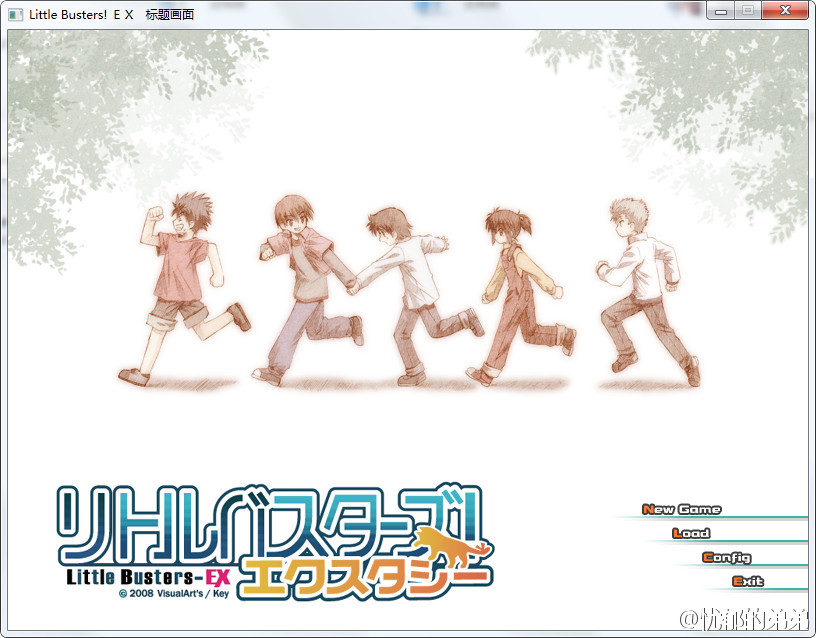 Little Busters! E X 标题画面
リトルバスターズ!
エクスタシー
Little Busters-EX
© 2008 VisualArt's / Key
New Game
Load
Config
Exit
@忧郁的弟弟